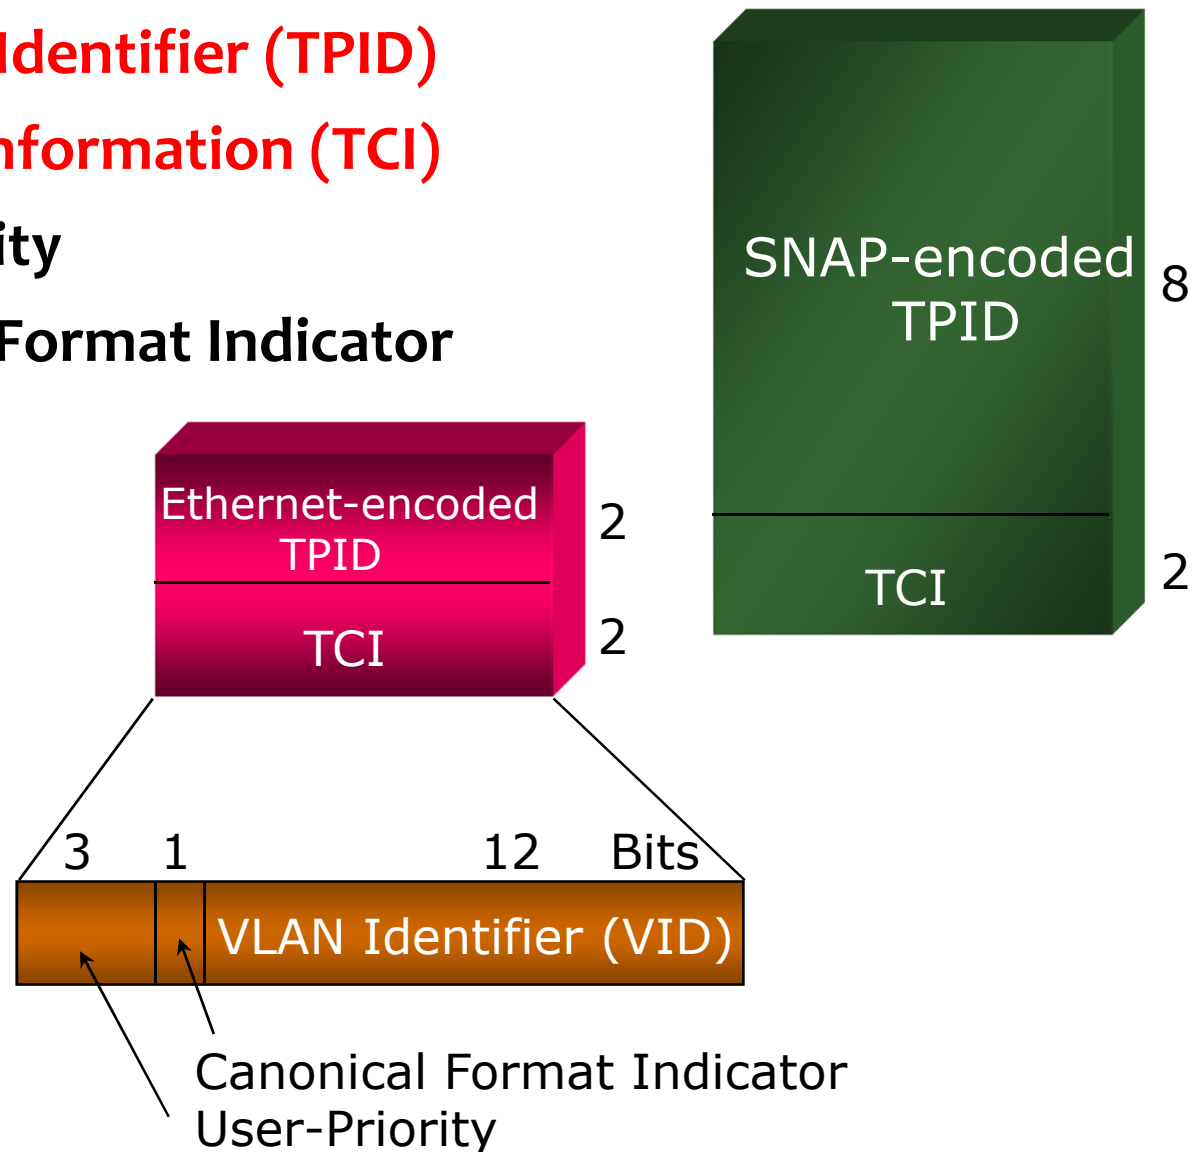 Identifier (TPID)
nformation (TCI)
ity
Format Indicator
SNAP-encoded
TPID
8
TCI
2
Ethernet-encoded
TPID
2
TCI
2
3 1 12 Bits
VLAN Identifier (VID)
Canonical Format Indicator
User-Priority